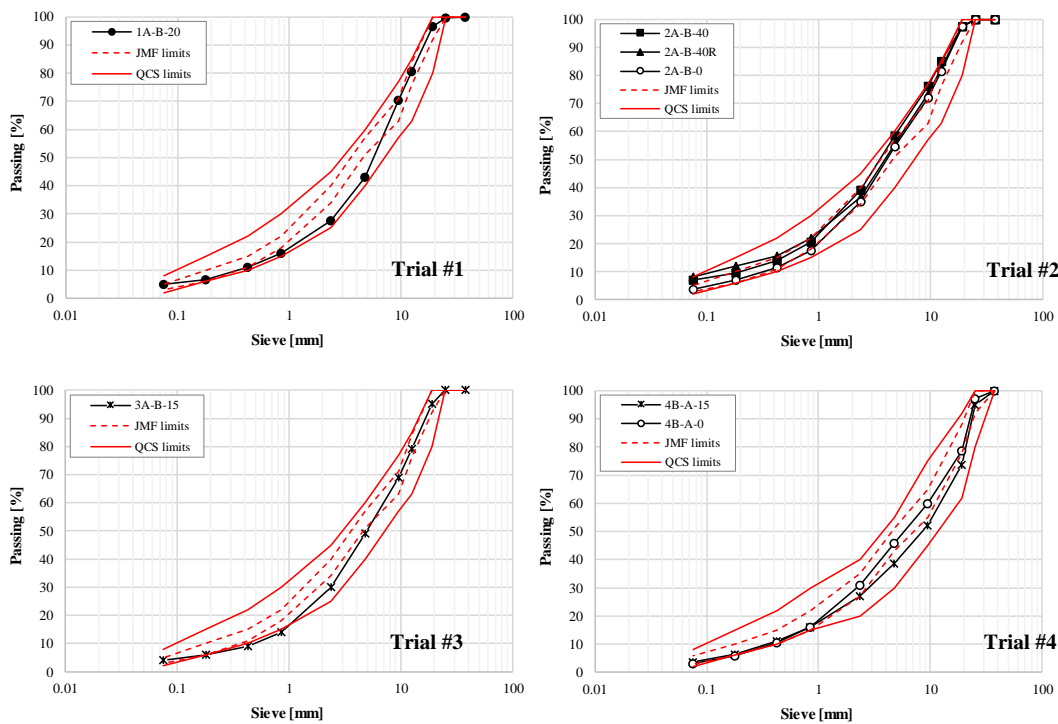 100
90
80
70
60
50
40
30
20
10
0
Passing [%]
1A-B-20
JMF limits
QCS limits
Trial #1
0.01 0.1 1 10 100
Sieve [mm]
100
90
80
70
60
50
40
30
20
10
0
Passing [%]
2A-B-40
2A-B-40R
2A-B-0
JMF limits
QCS limits
Trial #2
0.01 0.1 1 10 100
Sieve [mm]
100
90
80
70
60
50
40
30
20
10
0
Passing [%]
3A-B-15
JMF limits
QCS limits
Trial #3
0.01 0.1 1 10 100
Sieve [mm]
100
90
80
70
60
50
40
30
20
10
0
Passing [%]
4B-A-15
4B-A-0
JMF limits
QCS limits
Trial #4
0.01 0.1 1 10 100
Sieve [mm]